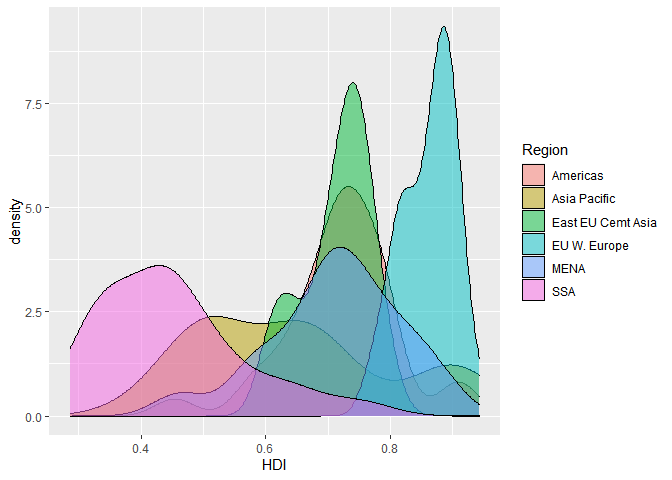 7.5
5.0
2.5
0.0
density
0.4
0.6
0.8
HDI
Region
Americas
Asia Pacific
East EU Cemt Asia
EU W. Europe
MENA
SSA